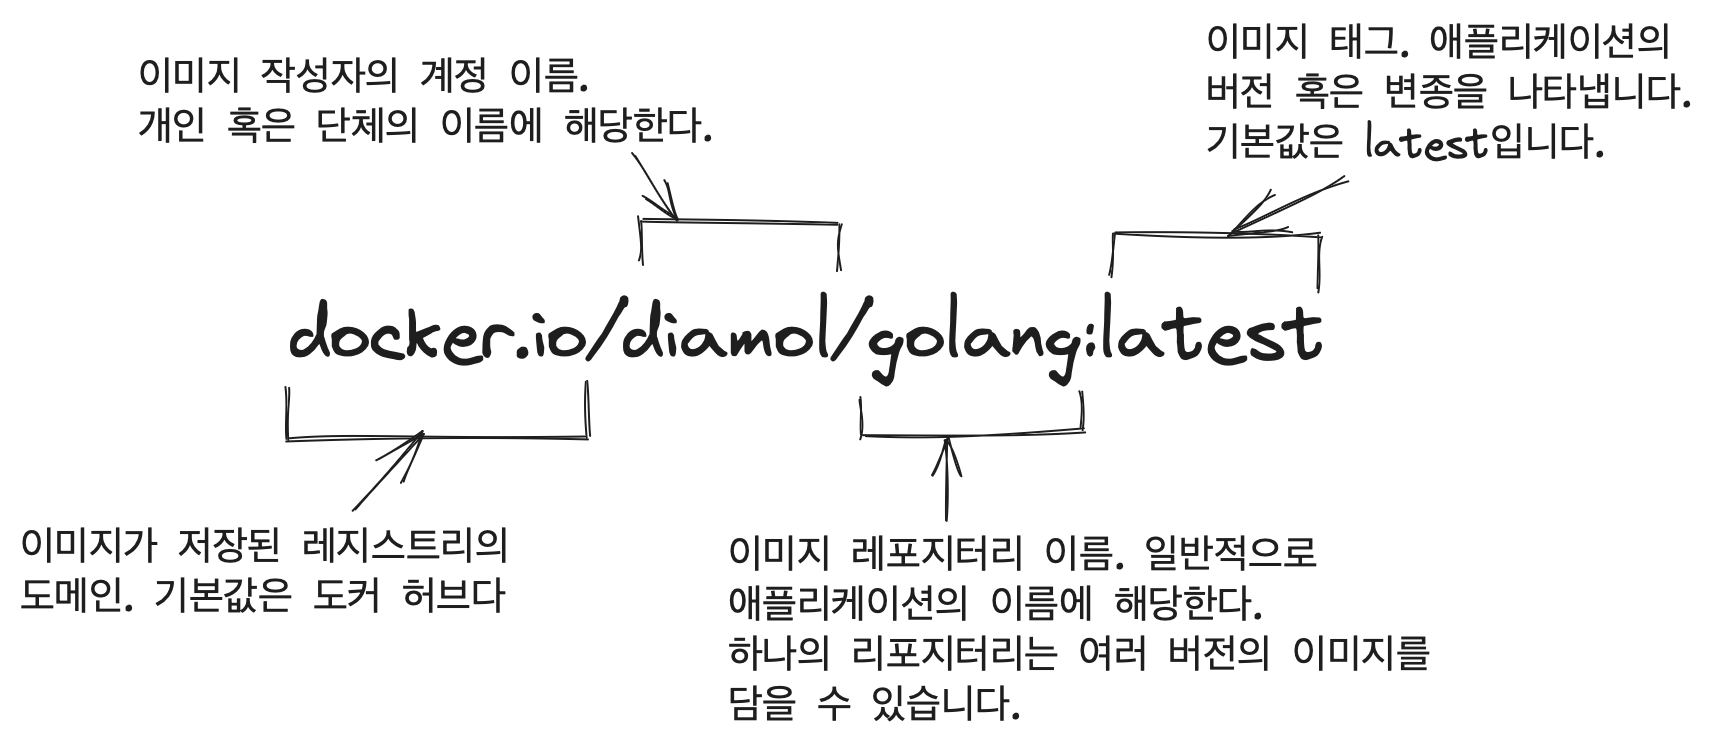 이미지 작성자의 계정 이름.
개인 혹은 단체의 이름에 해당한다.
이미지 태그. 애플리케이션의
버전 혹은 변종을 나타냅니다.
기본값은 latest입니다.
docker.io/diamol/golang:latest
이미지가 저장된 레지스트리의
도메인. 기본값은 도커 허브다
이미지 레포지터리 이름. 일반적으로
애플리케이션의 이름에 해당한다.
하나의 리포지터리는 여러 버전의 이미지를
담을 수 있습니다.